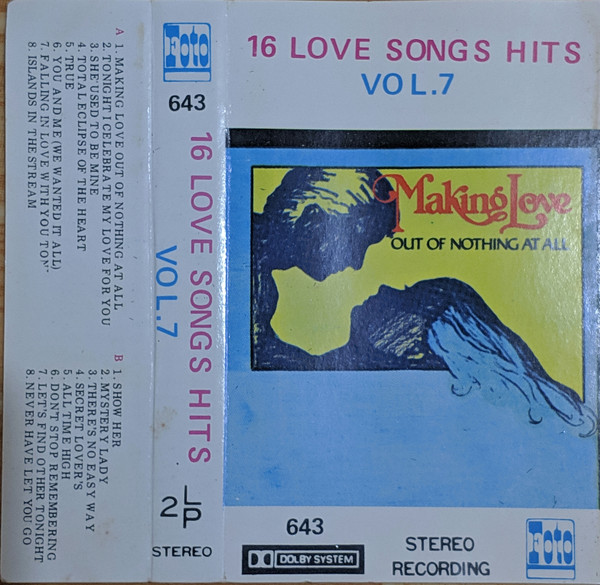 A
1. MAKING LOVE OUT OF NOTHING AT ALL
2. TONIGHT I CELEBRATE MY LOVE FOR YOU
3. SHE'USED TO BE MINE
4. TOTAL ECLIPSE OF THE HEART
5. TRUE
6. YOU AND ME (WE WANTED IT ALL)
7. FALLING IN LOVE WITH YOU TON'
8. ISLANDS IN THE STREAM
B
1. SHOW HER
2. MYSTERY LADY
3. THERE'S NO EASY WAY
4. SECRET LOVER'S
5. ALL TIME HIGH
6. DON'T STOP REMEMBERING
7. LET'S FIND OTHER TONIGHT
8. NEVER HAVE LET YOU GO
Foto
643
16 LOVE SONGS HITS
VOL.7
2 LP
STEREO
16 LOVE SONGS HITS
VOL.7
Making Love
OUT OF NOTHING AT ALL
643
DOLBY SYSTEM
STEREO
RECORDING
Foto